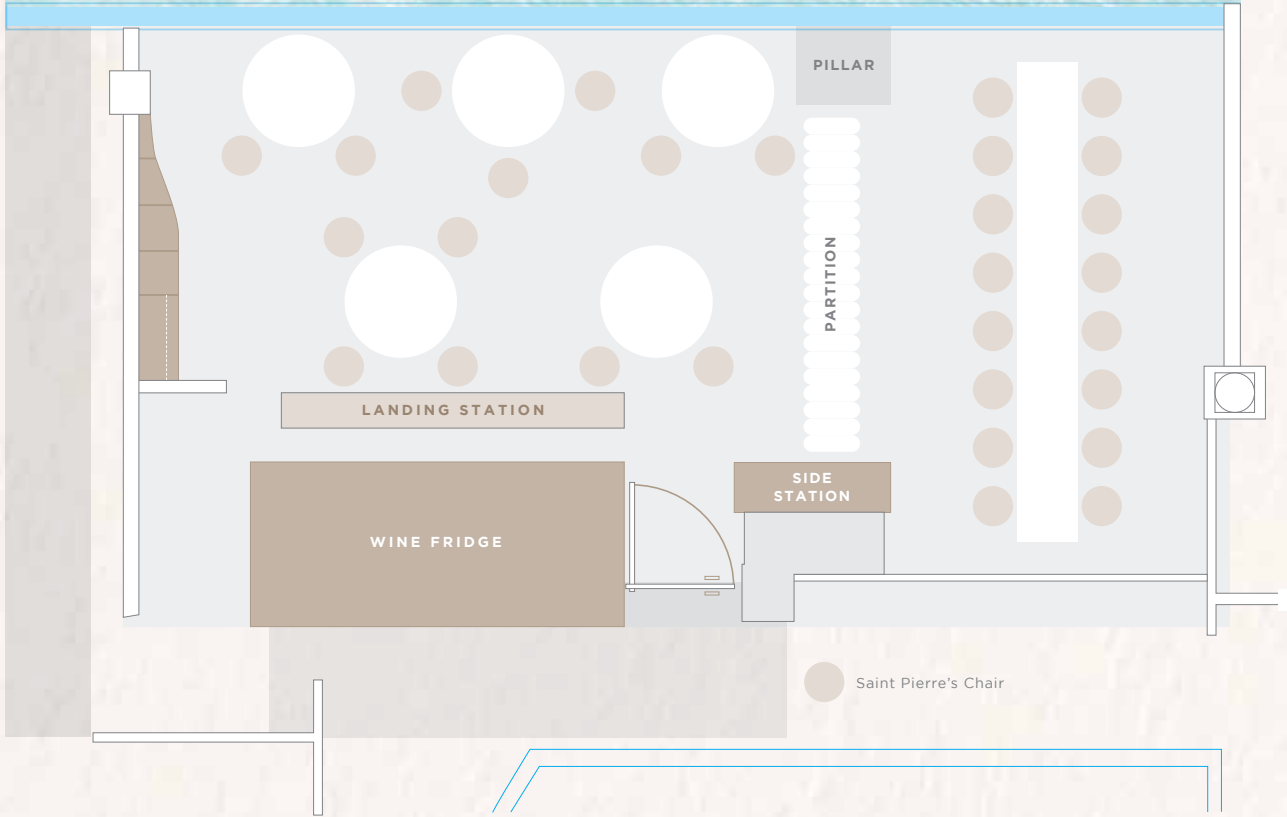 PILLAR
PARTITION
LANDING STATION
SIDE
STATION
WINE FRIDGE
Saint Pierre's Chair